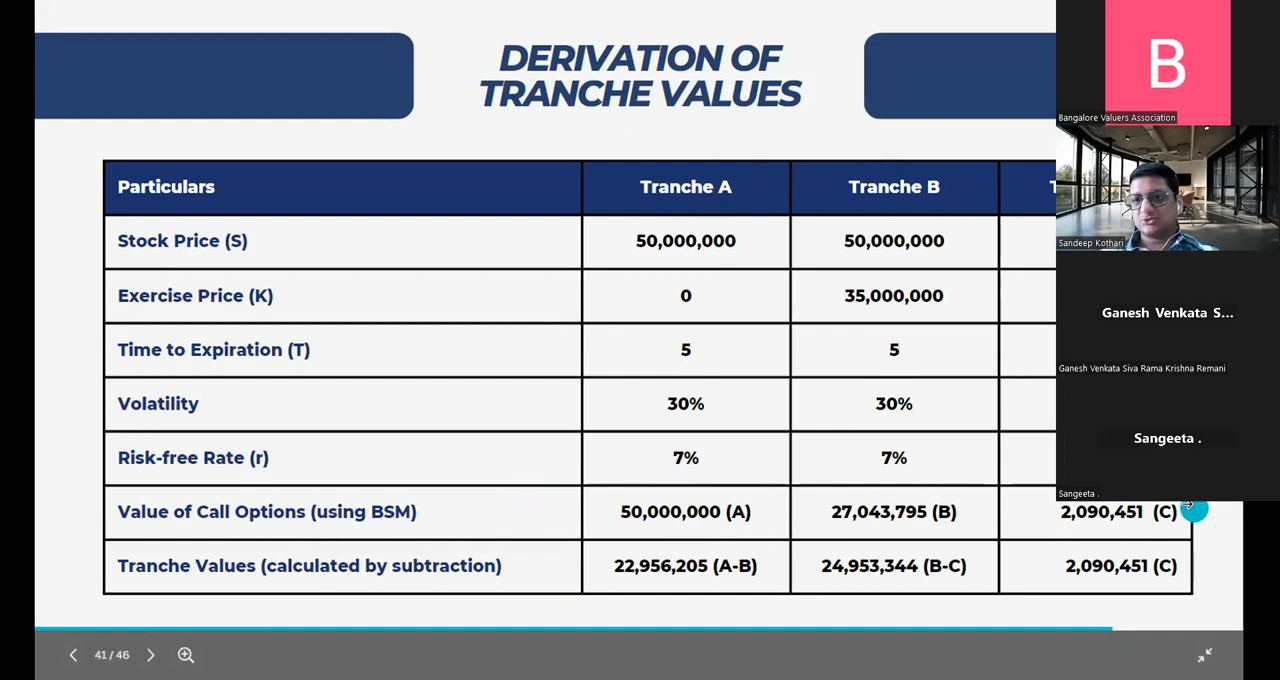 DERIVATION OF
TRANCHE VALUES
Particulars Tranche A Tranche B
Stock Price (S) 50,000,000 50,000,000
Exercise Price (K) 0 35,000,000
Time to Expiration (T) 5 5
Volatility 30% 30%
Risk-free Rate (r) 7% 7%
Value of Call Options (using BSM) 50,000,000 (A) 27,043,795 (B) 2,090,451 (C)
Tranche Values (calculated by subtraction) 22,956,205 (A-B) 24,953,344 (B-C) 2,090,451 (C)
41 / 46
B
Bangalore Valuers Association
Sandeep Kothari
Ganesh Venkata S...
Ganesh Venkata Siva Rama Krishna Remani
Sangeeta .
Sangeeta .